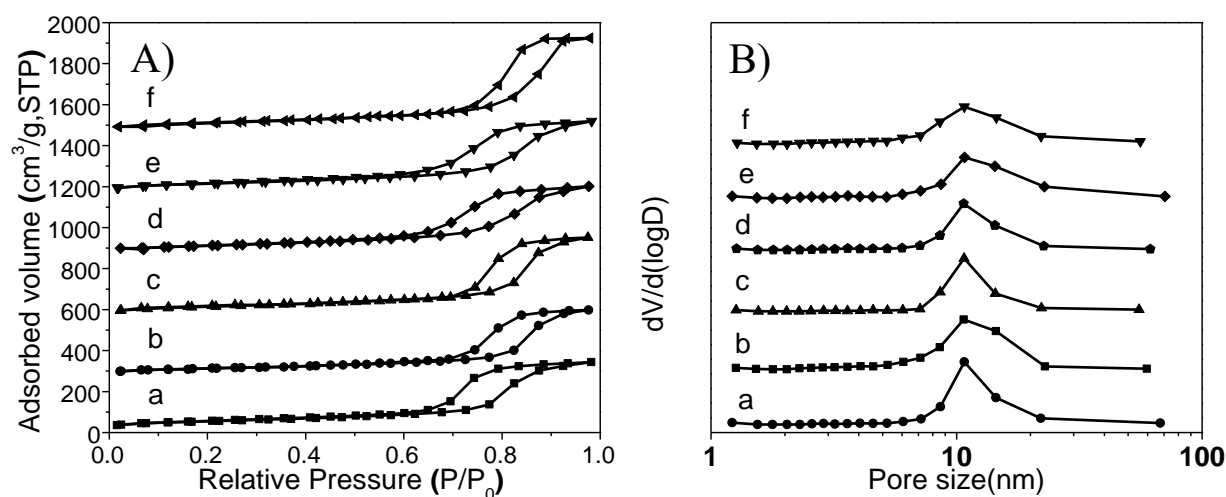 A)
Adsorbed volume (cm³/g,STP)
2000
1800
1600
1400
1200
1000
800
600
400
200
0
f
e
d
c
b
a
0.0 0.2 0.4 0.6 0.8 1.0
Relative Pressure (P/P₀)
B)
dV/d(logD)
f
e
d
c
b
a
1 10 100
Pore size(nm)